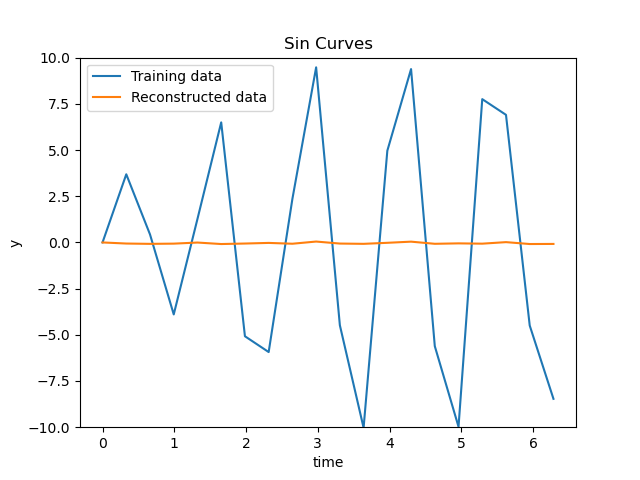 Sin Curves
Training data
Reconstructed data
10.0
7.5
5.0
2.5
0.0
−2.5
−5.0
−7.5
−10.0
y
0 1 2 3 4 5 6
time